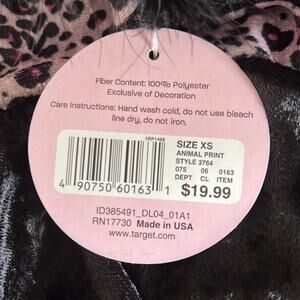 Fiber Content: 100% Polyester
Exclusive of Decoration
Care Instructions: Hand wash cold, do not use bleach
line dry, do not iron.
1RP1488
SIZE XS
ANIMAL PRINT
STYLE 3764
075 06 0163
DEPT CL ITEM
$19.99
4 90750 60163 1
ID385491_DL04_01A1
RN17730 Made in USA
www.target.com